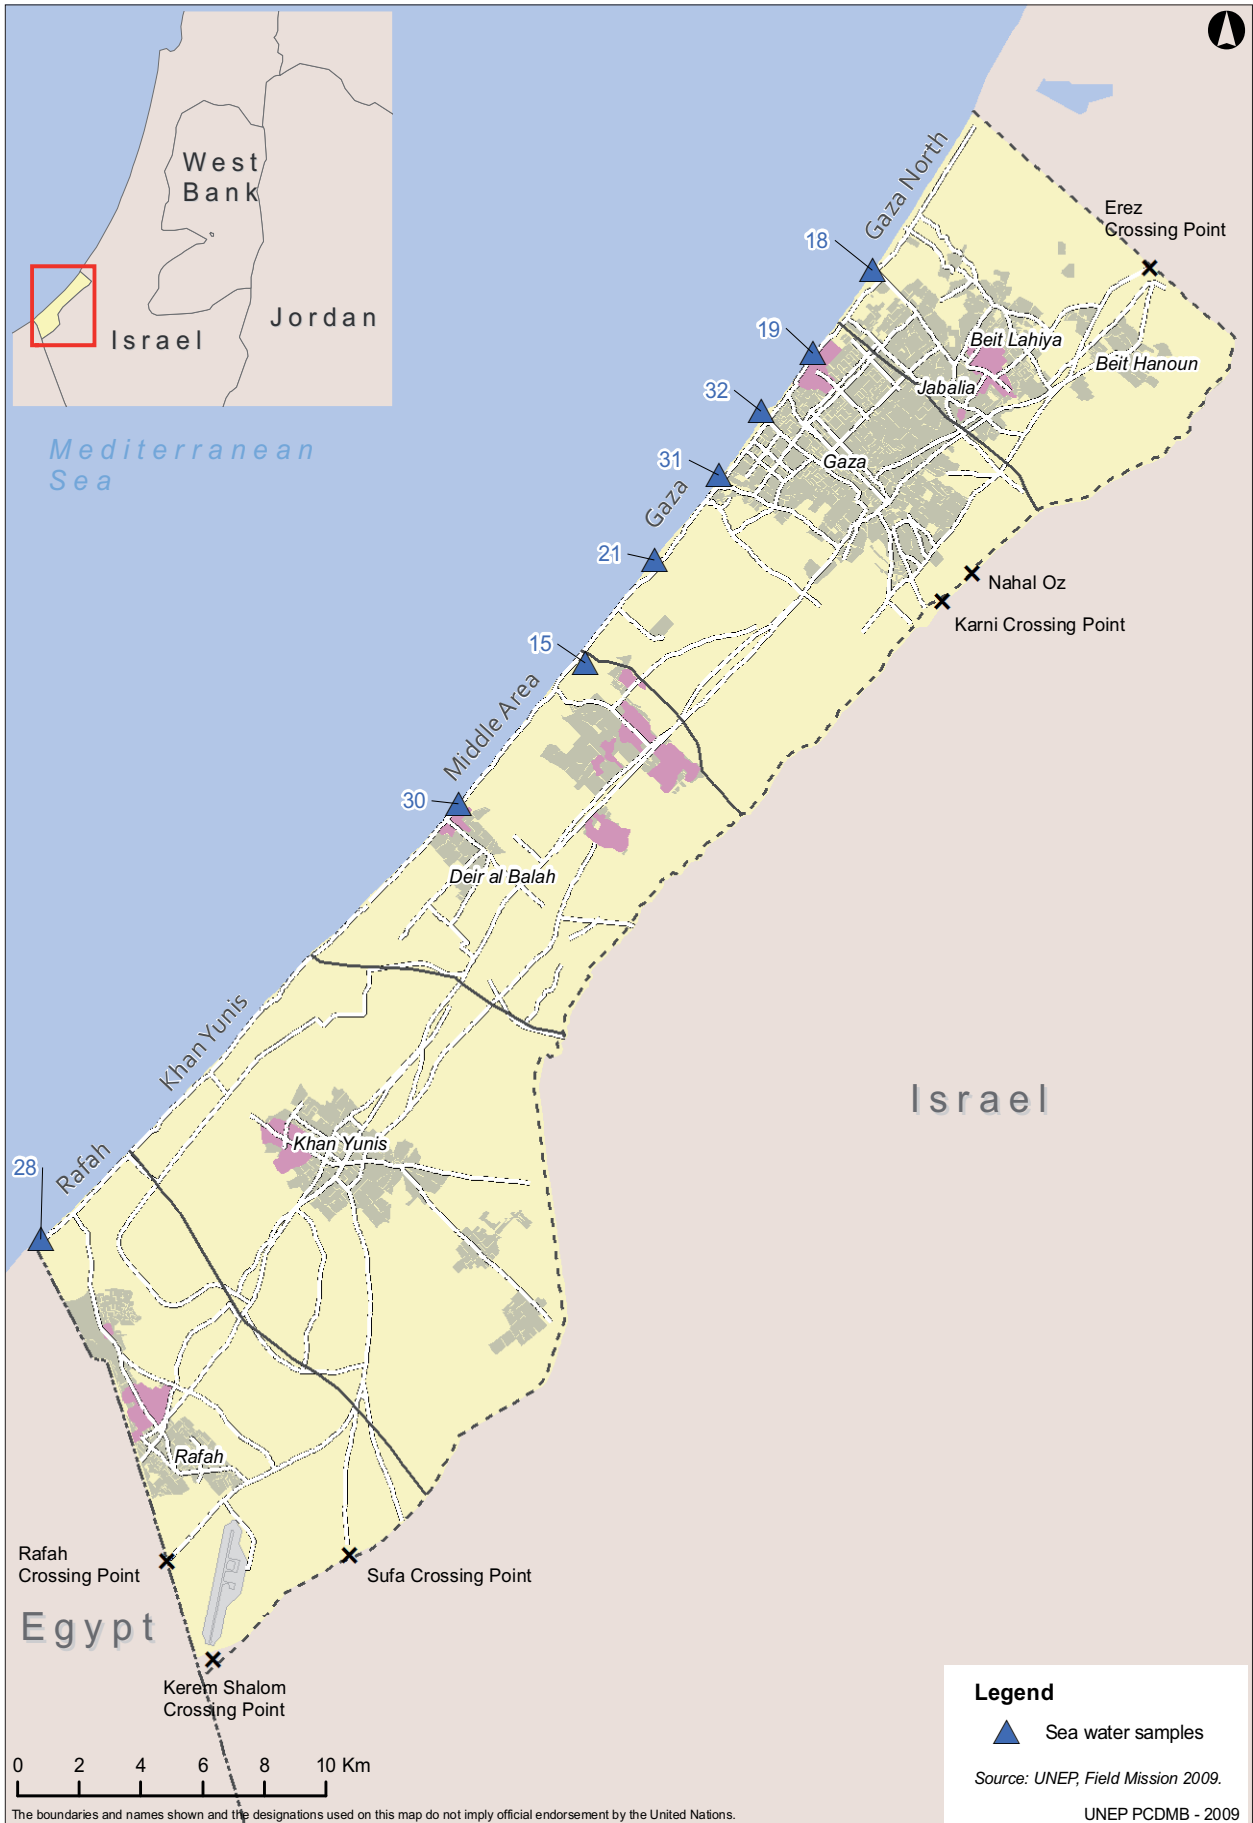 West
Bank
Israel
Jordan
Mediterranean
Sea
Gaza North
Erez
Crossing Point
18
19
Beit Lahiya
Beit Hanoun
Jabalia
32
Gaza
31
Gaza
21
Nahal Oz
Karni Crossing Point
15
Middle Area
30
Deir al Balah
Khan Yunis
Israel
Khan Yunis
Rafah
28
Rafah
Rafah
Crossing Point
Sufa Crossing Point
Egypt
Kerem Shalom
Crossing Point
0 2 4 6 8 10 Km
Legend
Sea water samples
Source: UNEP, Field Mission 2009.
UNEP PCDMB - 2009
The boundaries and names shown and the designations used on this map do not imply official endorsement by the United Nations.